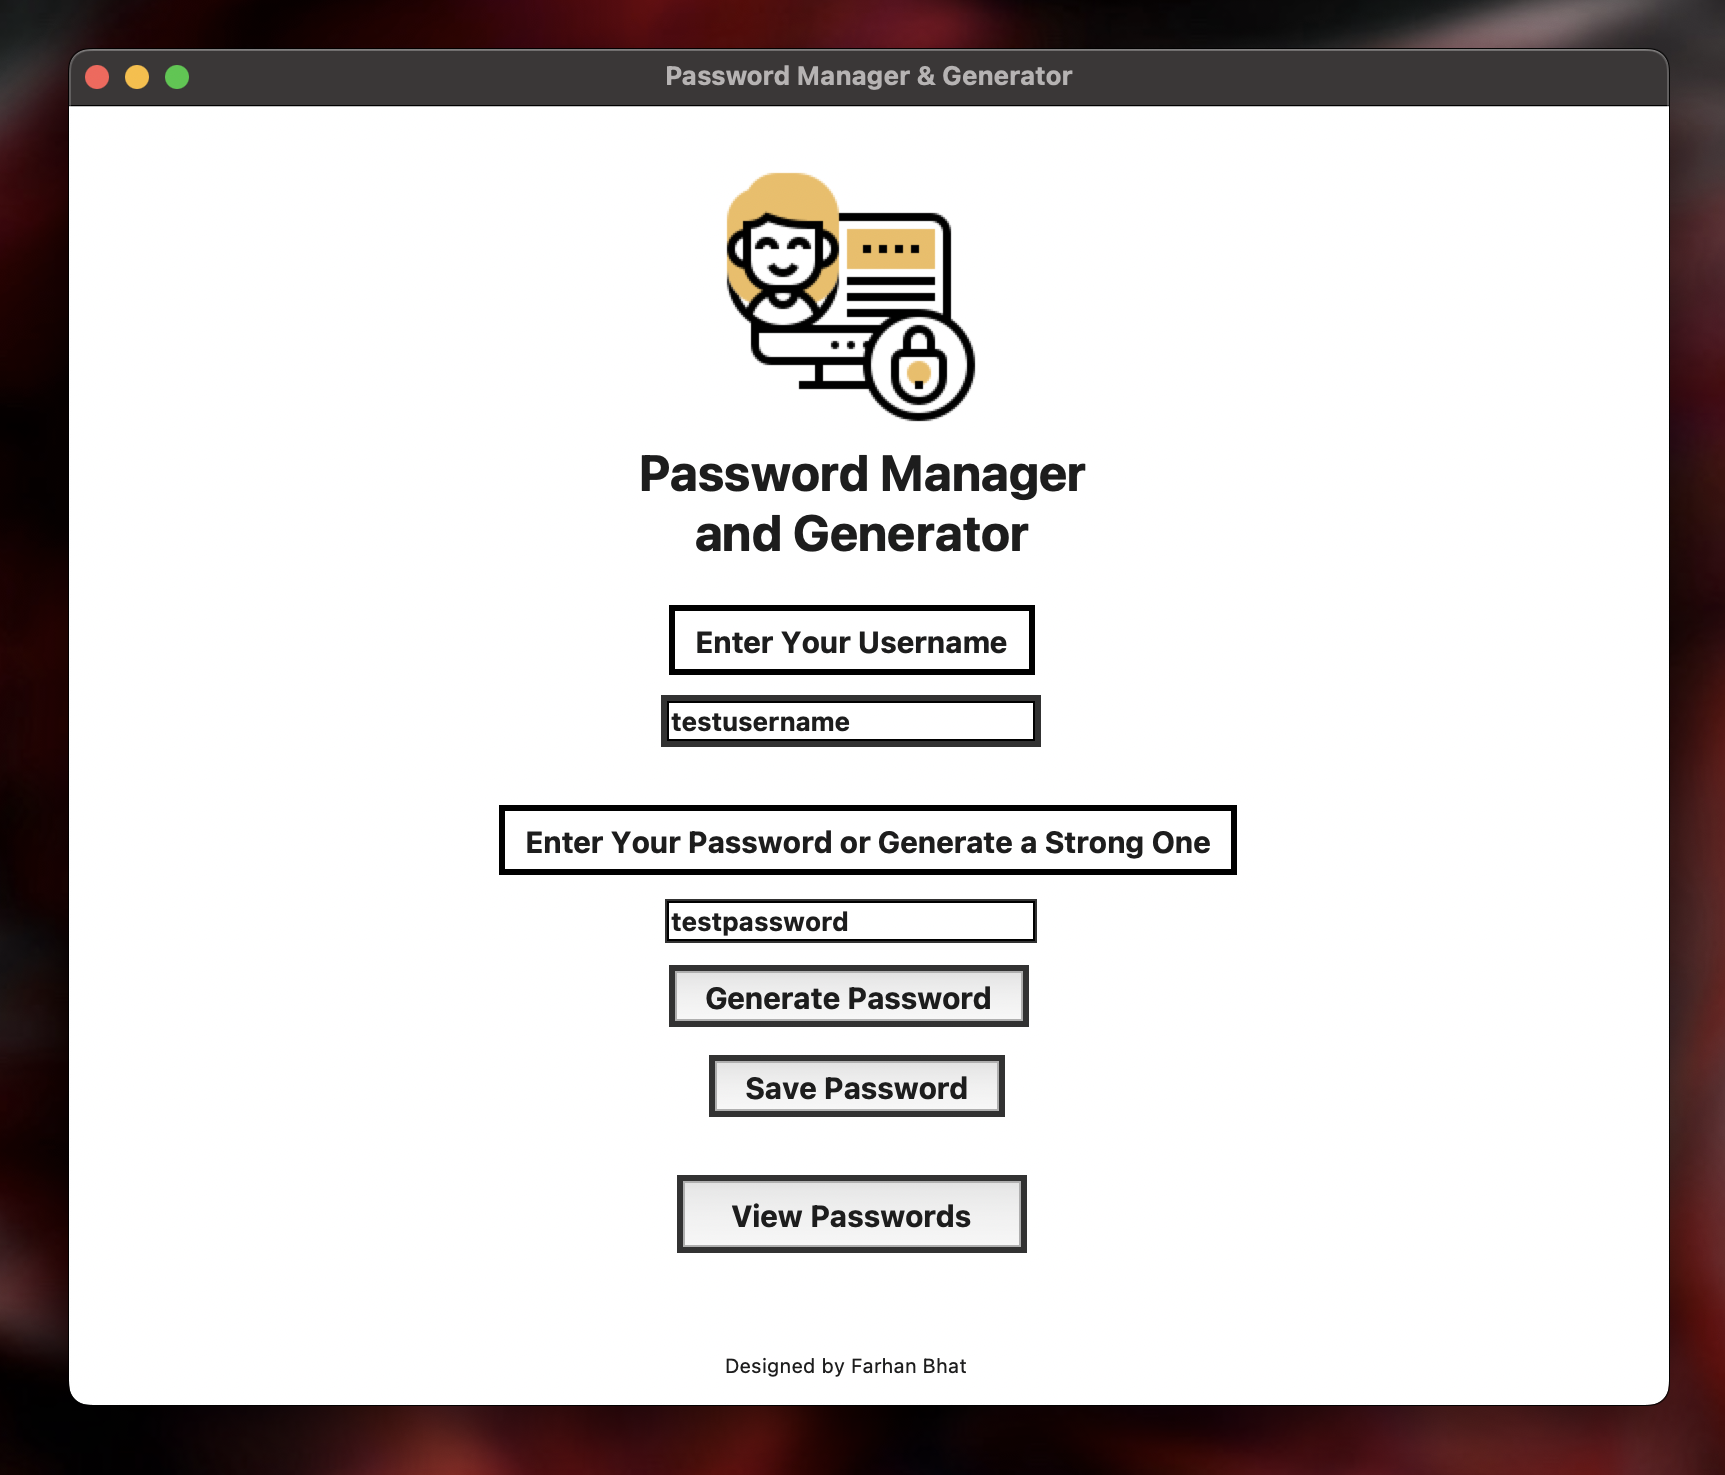 Password Manager & Generator
Password Manager
and Generator
Enter Your Username
testusername
Enter Your Password or Generate a Strong One
testpassword
Generate Password
Save Password
View Passwords
Designed by Farhan Bhat